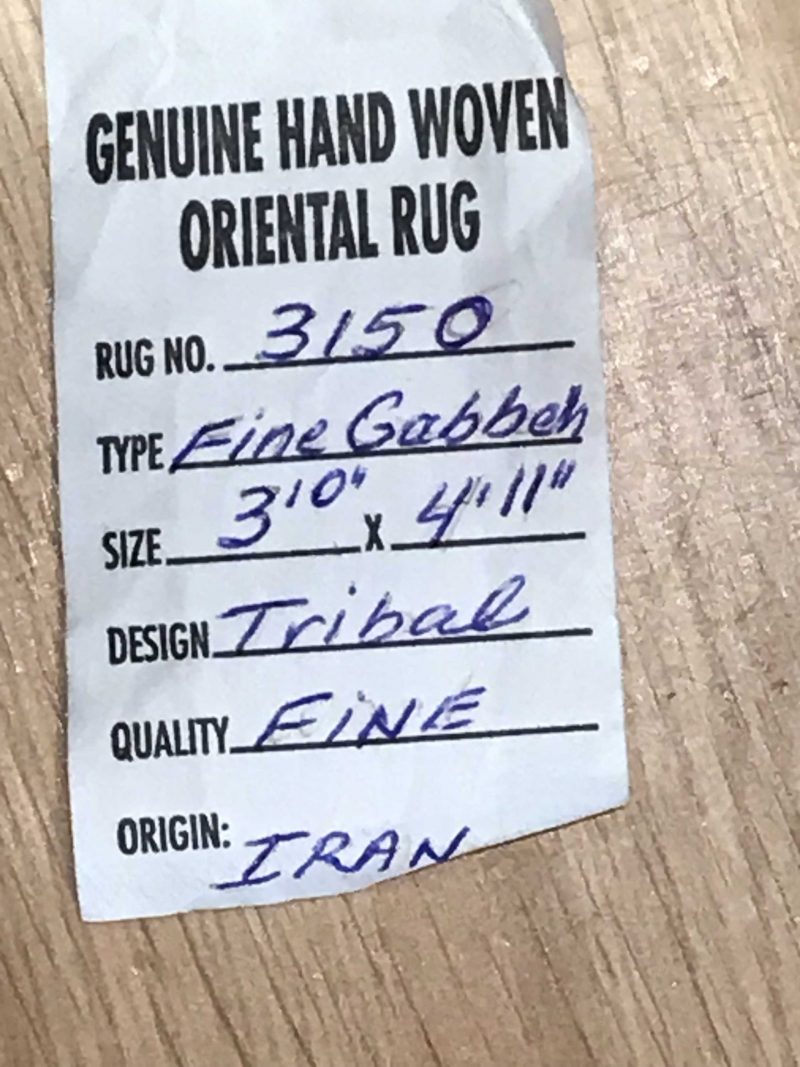 GENUINE HAND WOVEN
ORIENTAL RUG
RUG NO. 3150
TYPE Fine Gabbeh
SIZE 3'0" X 4'11"
DESIGN Tribal
QUALITY FINE
ORIGIN: IRAN